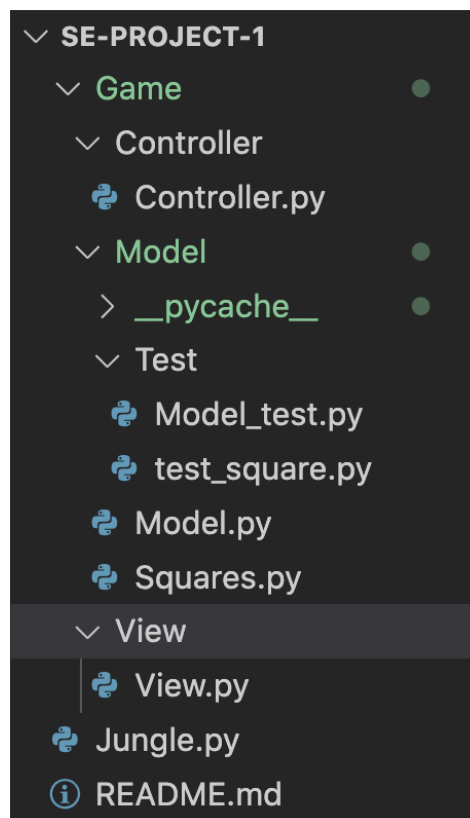 SE-PROJECT-1
Game
Controller
Controller.py
Model
__pycache__
Test
Model_test.py
test_square.py
Model.py
Squares.py
View
View.py
Jungle.py
README.md